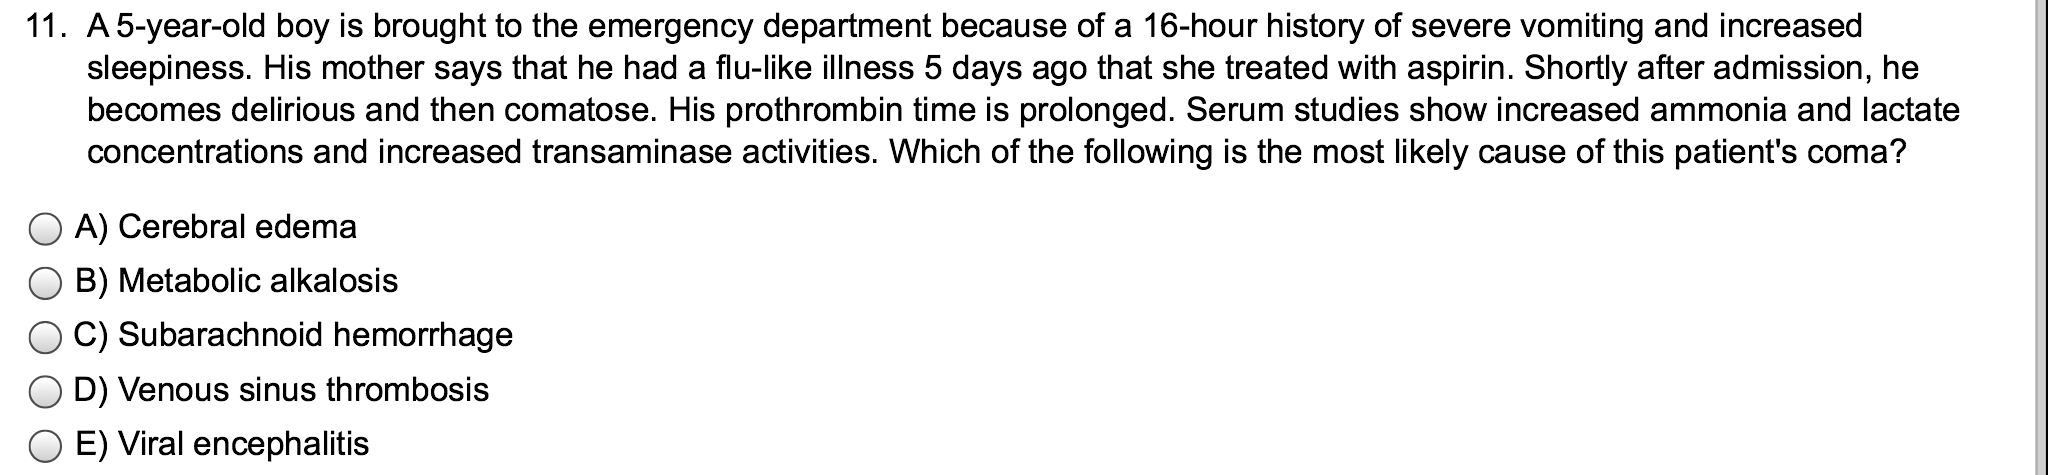 11. A 5-year-old boy is brought to the emergency department because of a 16-hour history of severe vomiting and increased
sleepiness. His mother says that he had a flu-like illness 5 days ago that she treated with aspirin. Shortly after admission, he
becomes delirious and then comatose. His prothrombin time is prolonged. Serum studies show increased ammonia and lactate
concentrations and increased transaminase activities. Which of the following is the most likely cause of this patient's coma?
A) Cerebral edema
B) Metabolic alkalosis
C) Subarachnoid hemorrhage
D) Venous sinus thrombosis
E) Viral encephalitis